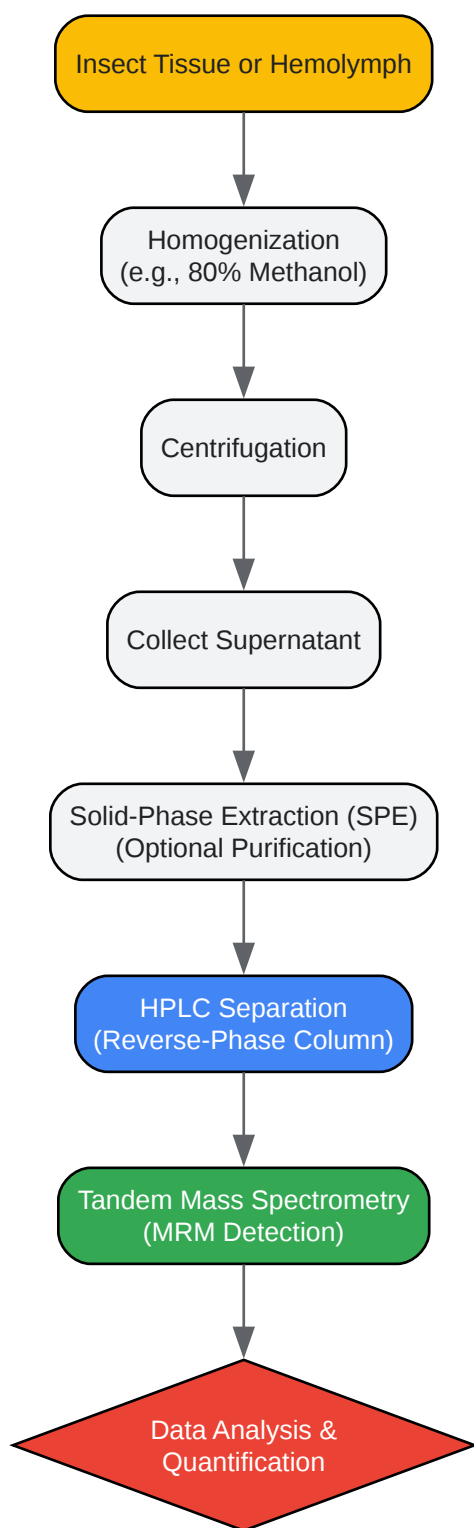 Insect Tissue or Hemolymph
Homogenization
(e.g., 80% Methanol)
Centrifugation
Collect Supernatant
Solid-Phase Extraction (SPE)
(Optional Purification)
HPLC Separation
(Reverse-Phase Column)
Tandem Mass Spectrometry
(MRM Detection)
Data Analysis &
Quantification